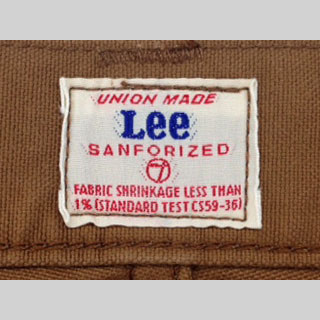 UNION MADE
Lee
SANFORIZED
FABRIC SHRINKAGE LESS THAN
1% (STANDARD TEST CS59-36)